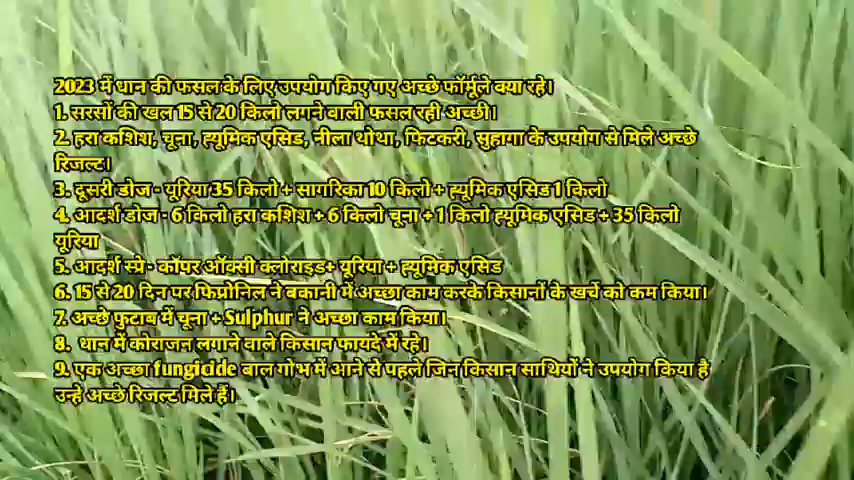 2023 में धान की फसल के लिए उपयोग किए गए अच्छे फॉर्मूले क्या रहे।
1. सरसों की खल 15 से 20 किलो लगने वाली फसल रही अच्छी।
2. हरा कशिश, चूना, ह्यूमिक एसिड, नीला थोथा, फिटकरी, सुहागा के उपयोग से मिले अच्छे
रिजल्ट।
3. दूसरी डोज - यूरिया 35 किलो + सागरिका 10 किलो + ह्यूमिक एसिड 1 किलो
4. आदर्श डोज - 6 किलो हरा कशिश + 6 किलो चूना + 1 किलो ह्यूमिक एसिड + 35 किलो
यूरिया
5. आदर्श स्प्रे - कॉपर ऑक्सी क्लोराइड+ यूरिया + ह्यूमिक एसिड
6. 15 से 20 दिन पर फिप्रोनिल ने बकानी में अच्छा काम करके किसानों के खर्चे को कम किया।
7. अच्छे फुटाब में चूना + Sulphur ने अच्छा काम किया।
8. धान में कोराजन लगाने वाले किसान फायदे में रहे।
9. एक अच्छा fungicide बाल गोभ में आने से पहले जिन किसान साथियों ने उपयोग किया है
उन्हे अच्छे रिजल्ट मिले हैं।